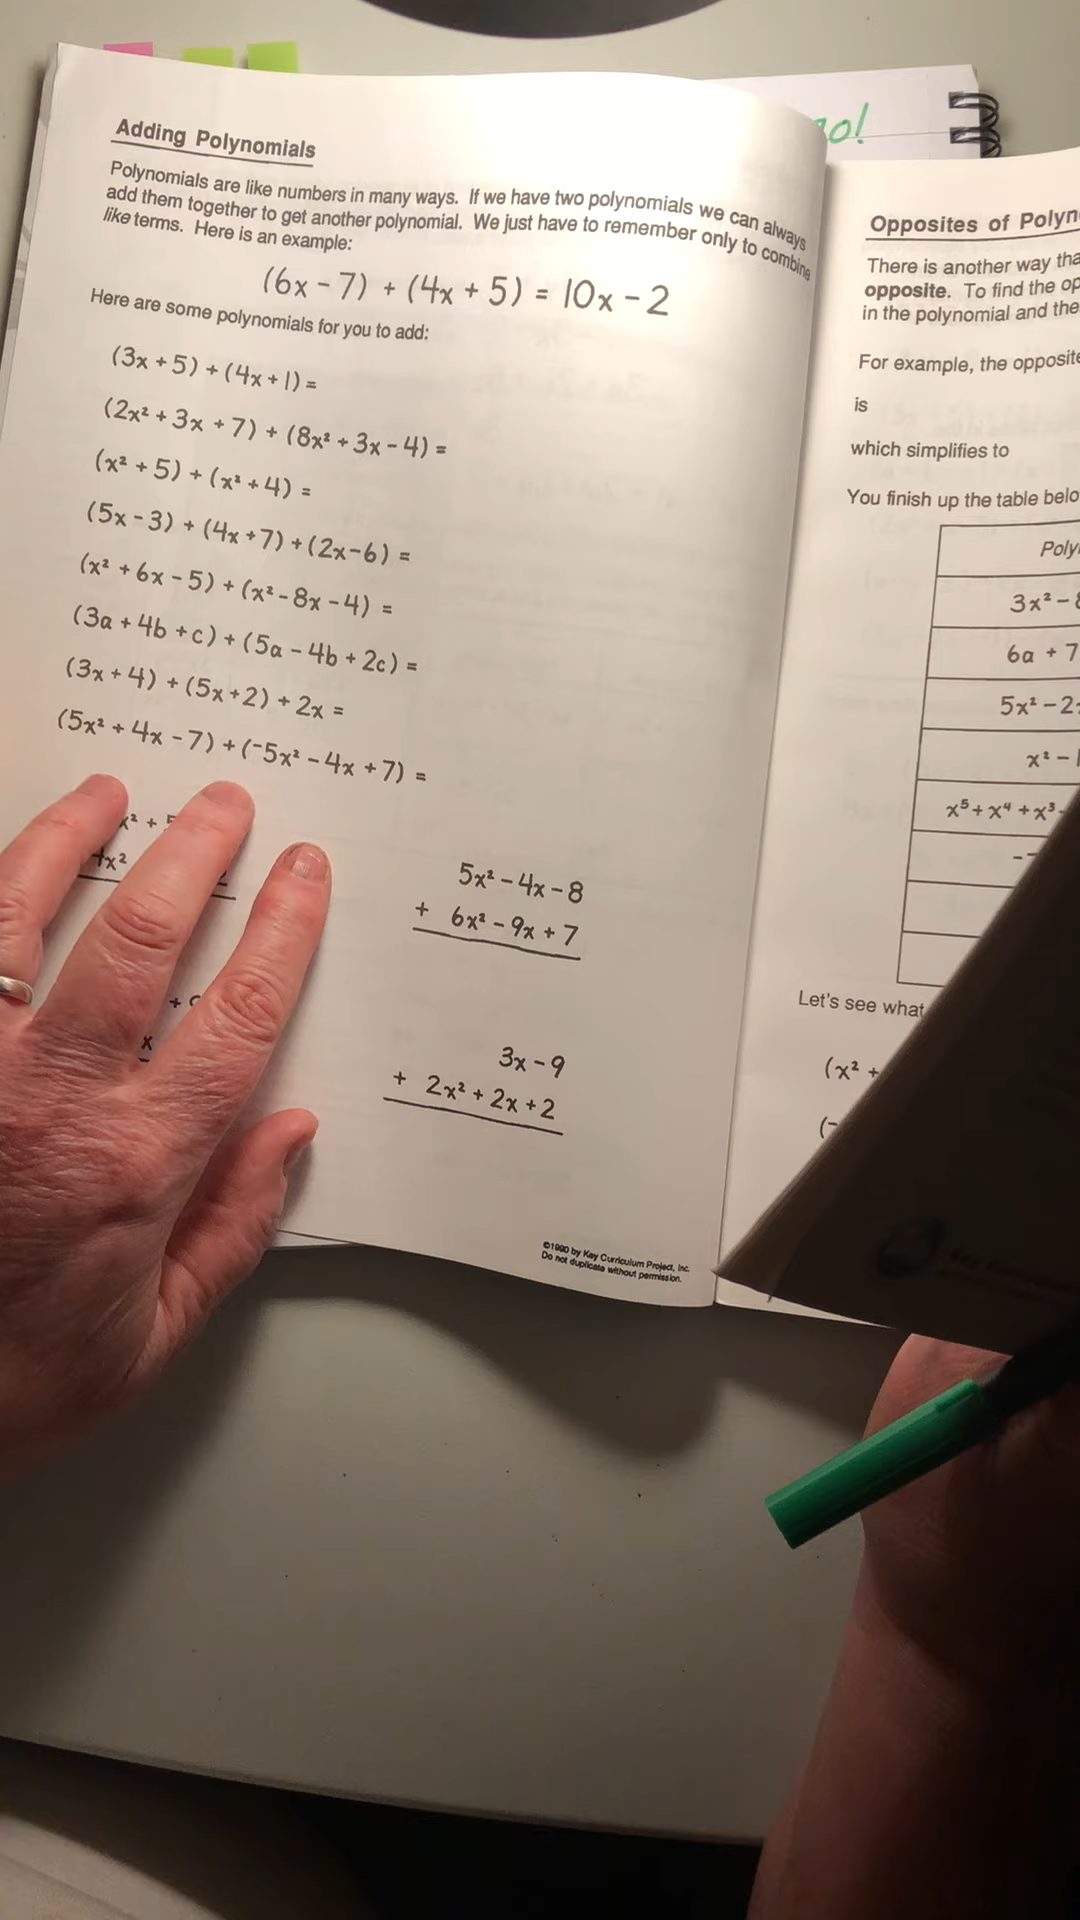 go!
Adding Polynomials
Polynomials are like numbers in many ways. If we have two polynomials we can always
add them together to get another polynomial. We just have to remember only to combine
like terms. Here is an example:
(6x - 7) + (4x + 5) = 10x - 2
Here are some polynomials for you to add:
(3x + 5) + (4x + 1) =
(2x² + 3x + 7) + (8x² + 3x - 4) =
(x² + 5) + (x² + 4) =
(5x - 3) + (4x + 7) + (2x - 6) =
(x² + 6x - 5) + (x² - 8x - 4) =
(3a + 4b + c) + (5a - 4b + 2c) =
(3x + 4) + (5x + 2) + 2x =
(5x² + 4x - 7) + (⁻5x² - 4x + 7) =
x² +
4x²
x
5x² - 4x - 8
+ 6x² - 9x + 7
3x - 9
+ 2x² + 2x + 2
©1990 by Key Curriculum Project, Inc.
Do not duplicate without permission.
Opposites of
There is another way
opposite. To find the
in the polynomial and the
For example, the
is
which simplifies to
You finish up the table
3x² -
6a + 7
5x² - 2
x² -
x⁵ + x⁴ + x³
Let's see what
(x² +
(-